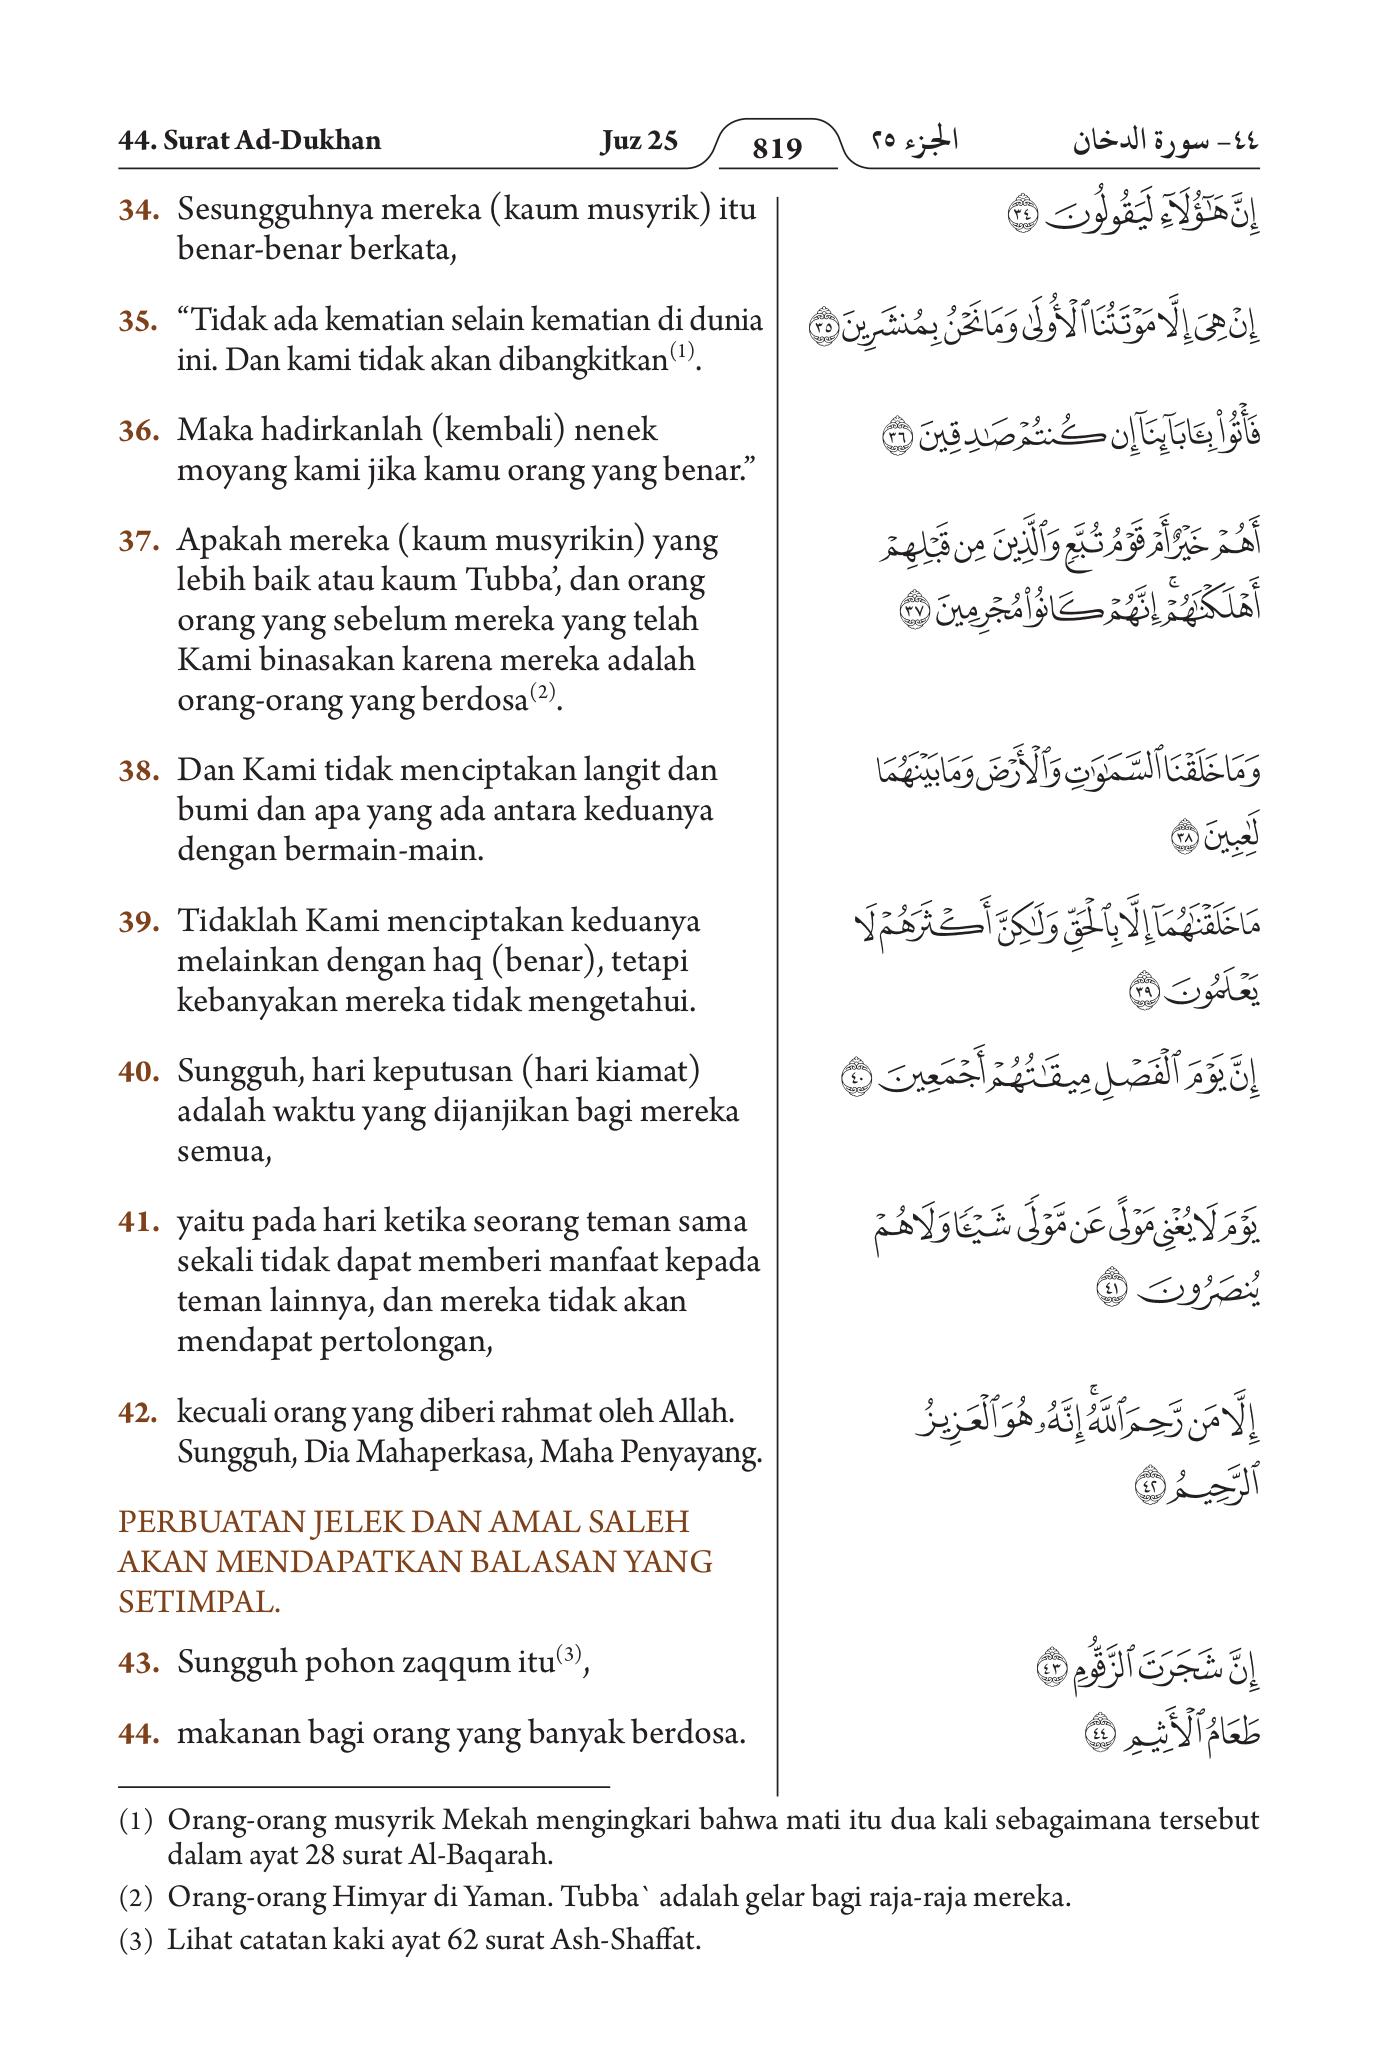 44. Surat Ad-Dukhan Juz 25 819 الجزء ٢٥ ٤٤- سورة الدخان
34. Sesungguhnya mereka (kaum musyrik) itu
benar-benar berkata,
إِنَّ هَٰٓؤُلَآءِ لَيَقُولُونَ ٣٤
35. “Tidak ada kematian selain kematian di dunia
ini. Dan kami tidak akan dibangkitkan(1).
إِنْ هِيَ إِلَّا مَوْتَتُنَا ٱلْأُولَىٰ وَمَا نَحْنُ بِمُنشَرِينَ ٣٥
36. Maka hadirkanlah (kembali) nenek
moyang kami jika kamu orang yang benar.”
فَأْتُوا۟ بِـَٔابَآئِنَآ إِن كُنتُمْ صَٰدِقِينَ ٣٦
37. Apakah mereka (kaum musyrikin) yang
lebih baik atau kaum Tubba’, dan orang
orang yang sebelum mereka yang telah
Kami binasakan karena mereka adalah
orang-orang yang berdosa(2).
أَهُمْ خَيْرٌ أَمْ قَوْمُ تُبَّعٍ وَٱلَّذِينَ مِن قَبْلِهِمْ
أَهْلَكْنَٰهُمْ ۚ إِنَّهُمْ كَانُوا۟ مُجْرِمِينَ ٣٧
38. Dan Kami tidak menciptakan langit dan
bumi dan apa yang ada antara keduanya
dengan bermain-main.
وَمَا خَلَقْنَا ٱلسَّمَٰوَٰتِ وَٱلْأَرْضَ وَمَا بَيْنَهُمَا
لَٰعِبِينَ ٣٨
39. Tidaklah Kami menciptakan keduanya
melainkan dengan haq (benar), tetapi
kebanyakan mereka tidak mengetahui.
مَا خَلَقْنَٰهُمَآ إِلَّا بِٱلْحَقِّ وَلَٰكِنَّ أَكْثَرَهُمْ لَا
يَعْلَمُونَ ٣٩
40. Sungguh, hari keputusan (hari kiamat)
adalah waktu yang dijanjikan bagi mereka
semua,
إِنَّ يَوْمَ ٱلْفَصْلِ مِيقَٰتُهُمْ أَجْمَعِينَ ٤٠
41. yaitu pada hari ketika seorang teman sama
sekali tidak dapat memberi manfaat kepada
teman lainnya, dan mereka tidak akan
mendapat pertolongan,
يَوْمَ لَا يُغْنِى مَوْلًى عَن مَّوْلًى شَيْـًٔا وَلَا هُمْ
يُنصَرُونَ ٤١
42. kecuali orang yang diberi rahmat oleh Allah.
Sungguh, Dia Mahaperkasa, Maha Penyayang.
إِلَّا مَن رَّحِمَ ٱللَّهُ ۚ إِنَّهُۥ هُوَ ٱلْعَزِيزُ
ٱلرَّحِيمُ ٤٢
PERBUATAN JELEK DAN AMAL SALEH
AKAN MENDAPATKAN BALASAN YANG
SETIMPAL.
43. Sungguh pohon zaqqum itu(3),
إِنَّ شَجَرَتَ ٱلزَّقُّومِ ٤٣
44. makanan bagi orang yang banyak berdosa.
طَعَامُ ٱلْأَثِيمِ ٤٤
(1) Orang-orang musyrik Mekah mengingkari bahwa mati itu dua kali sebagaimana tersebut
dalam ayat 28 surat Al-Baqarah.
(2) Orang-orang Himyar di Yaman. Tubba` adalah gelar bagi raja-raja mereka.
(3) Lihat catatan kaki ayat 62 surat Ash-Shaffat.